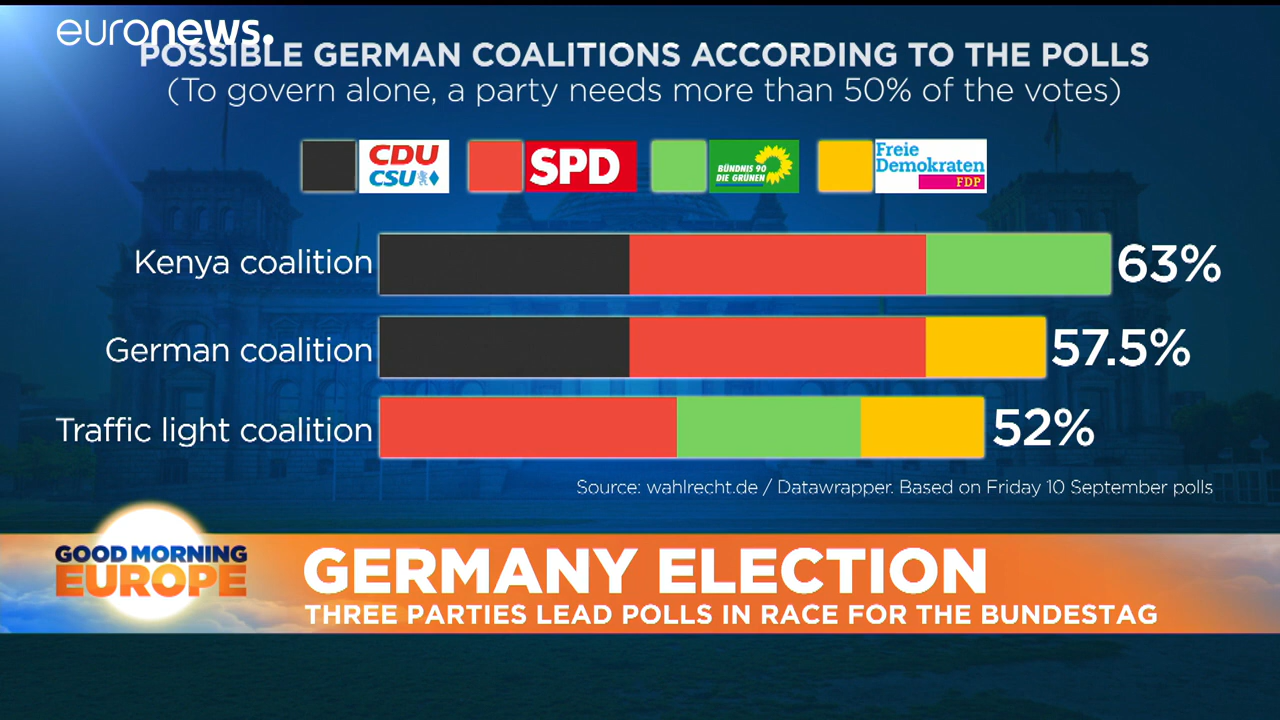 euronews.
POSSIBLE GERMAN COALITIONS ACCORDING TO THE POLLS
(To govern alone, a party needs more than 50% of the votes)
CDU
CSU
SPD
BÜNDNIS 90
DIE GRÜNEN
Freie
Demokraten
FDP
Kenya coalition 63%
German coalition 57.5%
Traffic light coalition 52%
Source: wahlrecht.de / Datawrapper. Based on Friday 10 September polls
GOOD MORNING
EUROPE
GERMANY ELECTION
THREE PARTIES LEAD POLLS IN RACE FOR THE BUNDESTAG